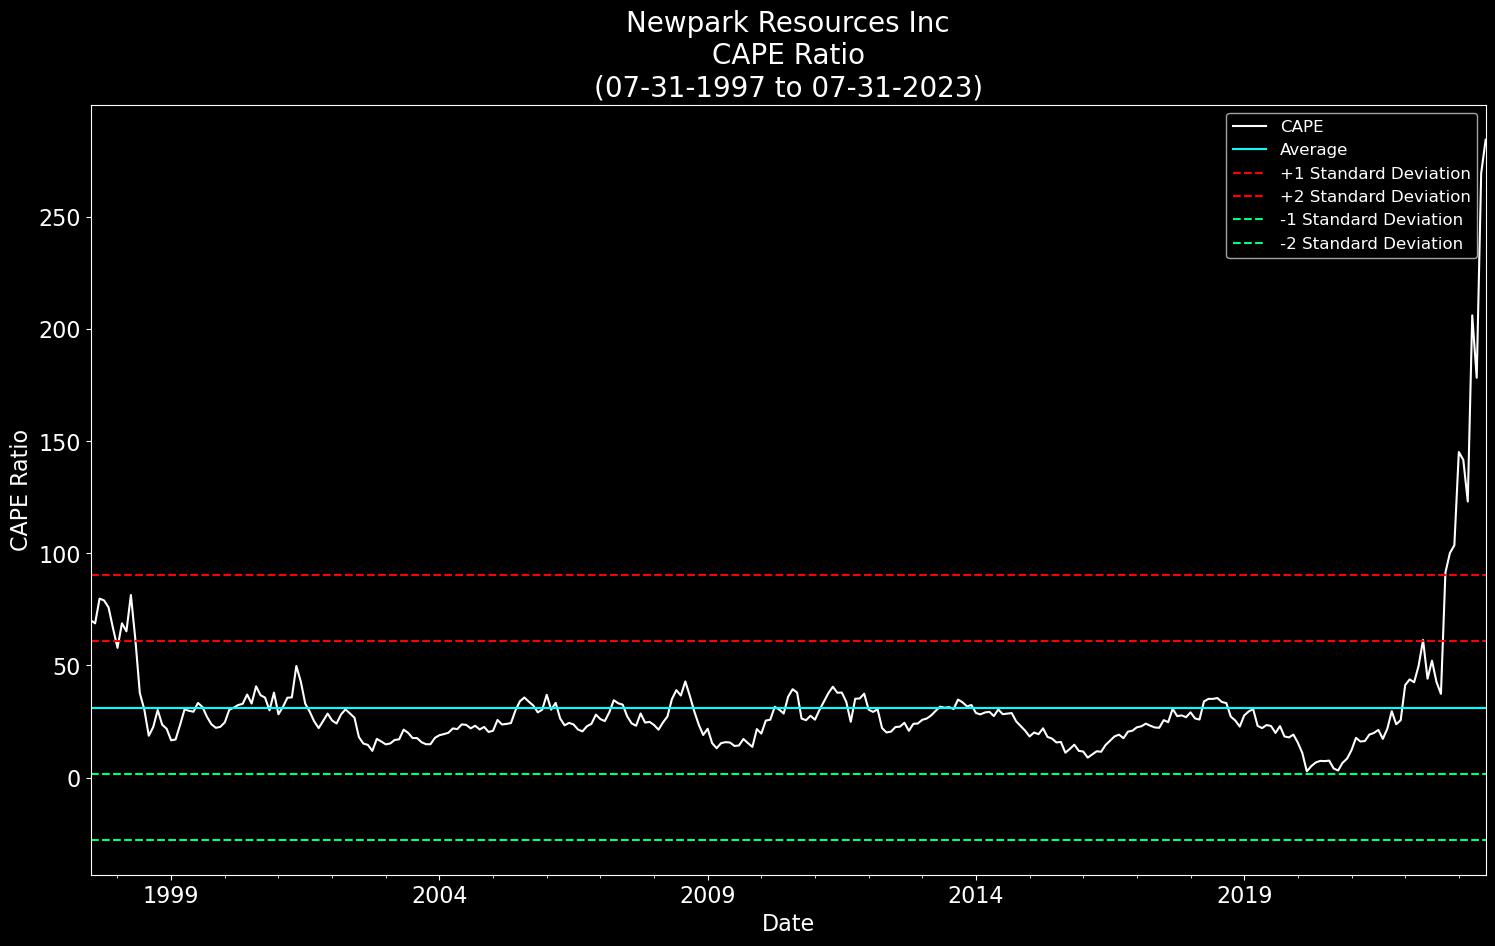 Newpark Resources Inc
CAPE Ratio
(07-31-1997 to 07-31-2023)
CAPE
Average
+1 Standard Deviation
+2 Standard Deviation
-1 Standard Deviation
-2 Standard Deviation
CAPE Ratio
250
200
150
100
50
0
1999
2004
2009
2014
2019
Date